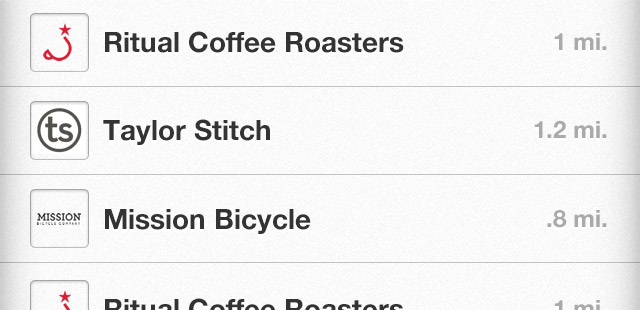 Ritual Coffee Roasters 1 mi.
ts
Taylor Stitch 1.2 mi.
MISSION
BICYCLE COMPANY
Mission Bicycle .8 mi.
Ritual Coffee Roasters 1 mi.